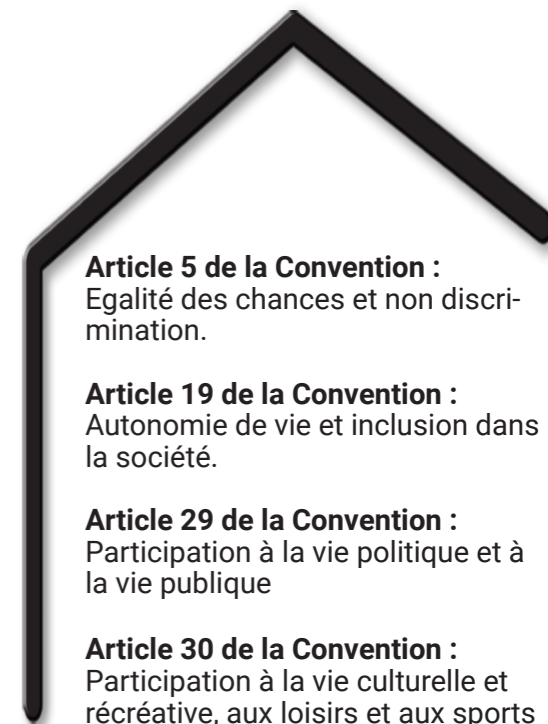 Article 5 de la Convention :
Egalité des chances et non discri-
mination.
Article 19 de la Convention :
Autonomie de vie et inclusion dans
la société.
Article 29 de la Convention :
Participation à la vie politique et à
la vie publique
Article 30 de la Convention :
Participation à la vie culturelle et
récréative, aux loisirs et aux sports